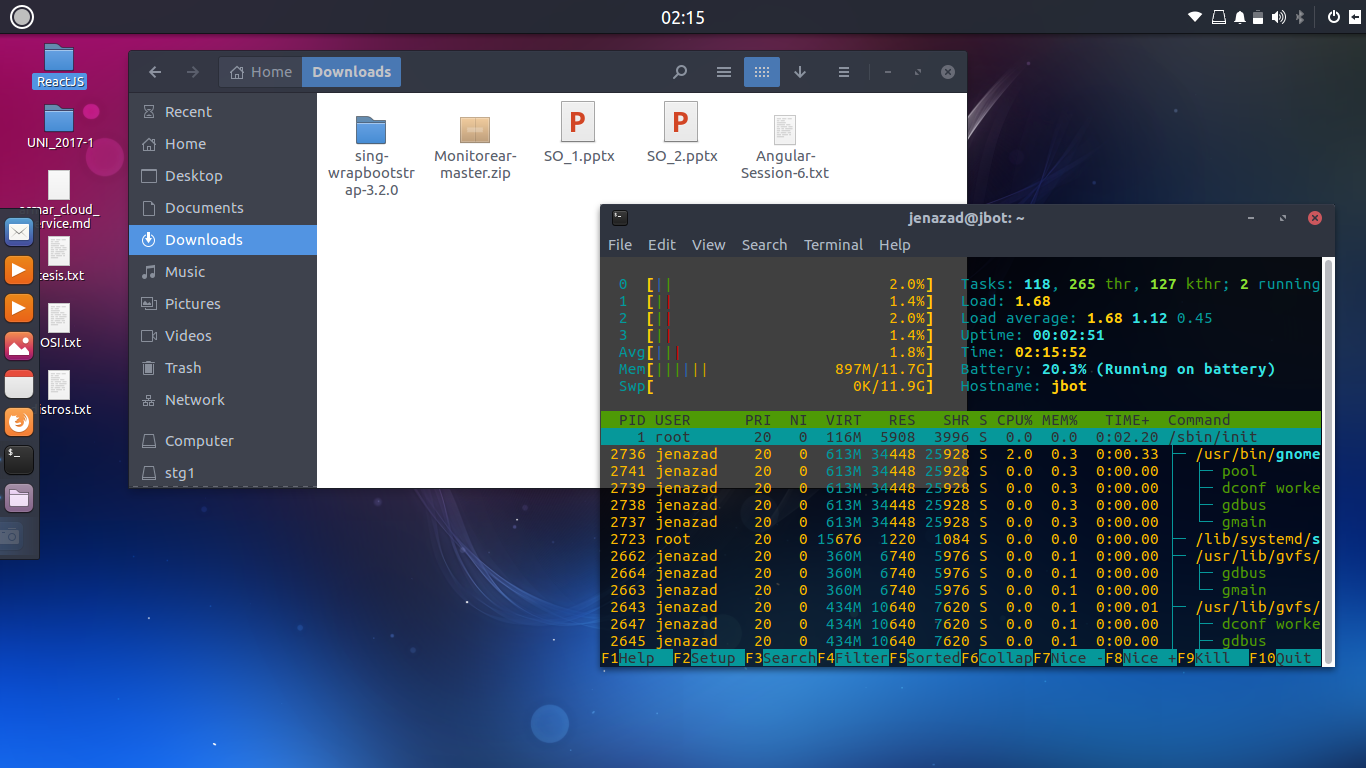 02:15
ReactJS
UNI_2017-1
tesis.txt
OSI.txt
istros.txt
Home
Downloads
Recent
Home
Desktop
Documents
Downloads
Music
Pictures
Videos
Trash
Network
Computer
stg1
sing-
wrapbootstr
ap-3.2.0
Monitorear-
master.zip
SO_1.pptx
SO_2.pptx
Angular-
Session-6.txt
jenazad@jbot: ~
File Edit View Search Terminal Help
0 [|| 2.0%] Tasks: 118, 265 thr, 127 kthr; 2 running
1 [|| 1.4%] Load: 1.68
2 [|| 2.0%] Load average: 1.68 1.12 0.45
3 [|| 1.4%] Uptime: 00:02:51
Avg[||| 1.8%] Time: 02:15:52
Mem[|||||| 897M/11.7G] Battery: 20.3% (Running on battery)
Swp[ 0K/11.9G] Hostname: jbot
PID USER PRI NI VIRT RES SHR S CPU% MEM% TIME+ Command
1 root 20 0 116M 5908 3996 S 0.0 0.0 0:02.20 /sbin/init
2736 jenazad 20 0 613M 34448 25928 S 2.0 0.3 0:00.33 ├─ /usr/bin/gnome
2741 jenazad 20 0 613M 34448 25928 S 0.0 0.3 0:00.00 │ ├─ pool
2739 jenazad 20 0 613M 34448 25928 S 0.0 0.3 0:00.00 │ ├─ dconf worke
2738 jenazad 20 0 613M 34448 25928 S 0.0 0.3 0:00.00 │ ├─ gdbus
2737 jenazad 20 0 613M 34448 25928 S 0.0 0.3 0:00.00 │ └─ gmain
2723 root 20 0 15676 1220 1084 S 0.0 0.0 0:00.00 ├─ /lib/systemd/s
2662 jenazad 20 0 360M 6740 5976 S 0.0 0.1 0:00.00 ├─ /usr/lib/gvfs/
2664 jenazad 20 0 360M 6740 5976 S 0.0 0.1 0:00.00 │ ├─ gdbus
2663 jenazad 20 0 360M 6740 5976 S 0.0 0.1 0:00.00 │ └─ gmain
2643 jenazad 20 0 434M 10640 7620 S 0.0 0.1 0:00.01 ├─ /usr/lib/gvfs/
2647 jenazad 20 0 434M 10640 7620 S 0.0 0.1 0:00.00 │ ├─ dconf worke
2645 jenazad 20 0 434M 10640 7620 S 0.0 0.1 0:00.00 │ ├─ gdbus
F1Help F2Setup F3SearchF4FilterF5SortedF6CollapF7Nice -F8Nice +F9Kill F10Quit